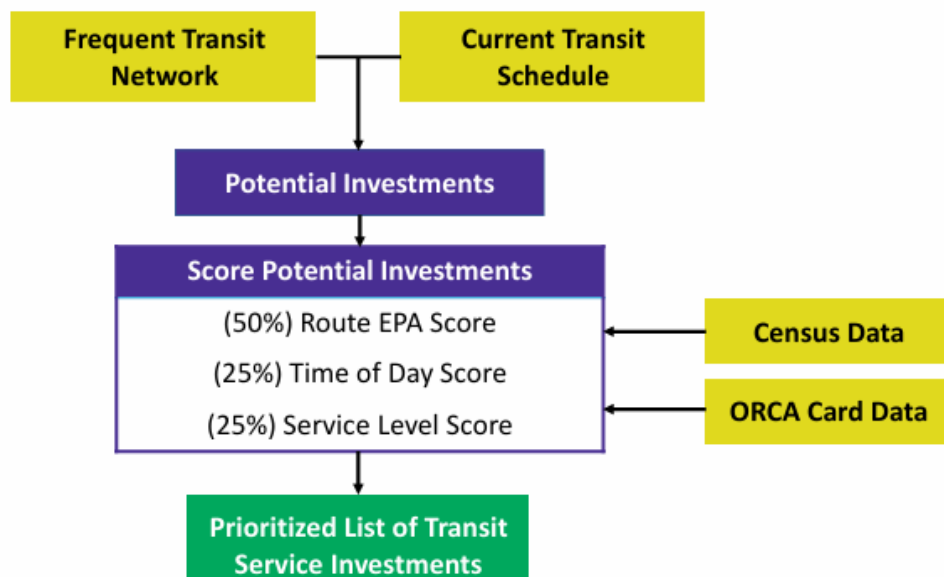 Frequent Transit
Network
Current Transit
Schedule
Potential Investments
Score Potential Investments
(50%) Route EPA Score
(25%) Time of Day Score
(25%) Service Level Score
Census Data
ORCA Card Data
Prioritized List of Transit
Service Investments